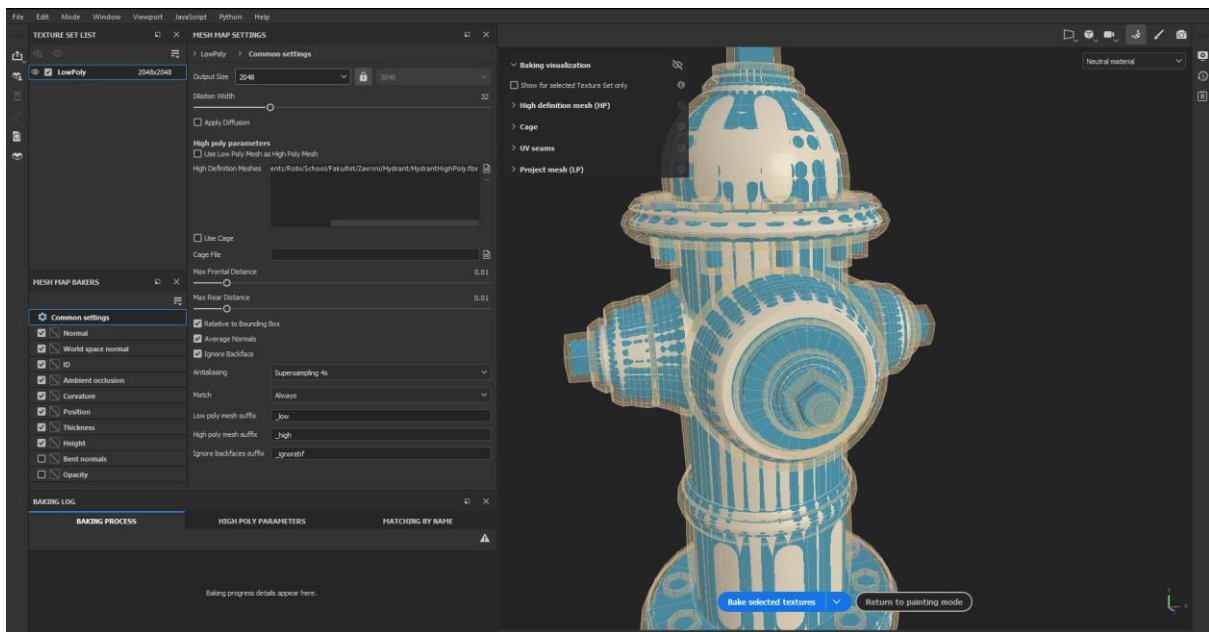 File Edit Mode Window Viewport JavaScript Python Help
TEXTURE SET LIST
LowPoly 2048x2048
MESH MAP SETTINGS
> LowPoly > Common settings
Output Size 2048 2048
Dilation Width 32
Apply Diffusion
High poly parameters
Use Low Poly Mesh as High Poly Mesh
High Definition Meshes ents/Robi/School/Fakultet/Zavrsni/Hydrant/HydrantHighPoly.fbx
Use Cage
Cage File
Max Frontal Distance 0.01
Max Rear Distance 0.01
Relative to Bounding Box
Average Normals
Ignore Backface
Antialiasing Supersampling 4x
Match Always
Low poly mesh suffix _low
High poly mesh suffix _high
Ignore backfaces suffix _ignorebf
MESH MAP BAKERS
Common settings
Normal
World space normal
ID
Ambient occlusion
Curvature
Position
Thickness
Height
Bent normals
Opacity
BAKING LOG
BAKING PROCESS HIGH POLY PARAMETERS MATCHING BY NAME
Baking progress details appear here.
Baking visualization
Show for selected Texture Set only
High definition mesh (HP)
Cage
UV seams
Project mesh (LP)
Neutral material
Bake selected textures
Return to painting mode
Y
X